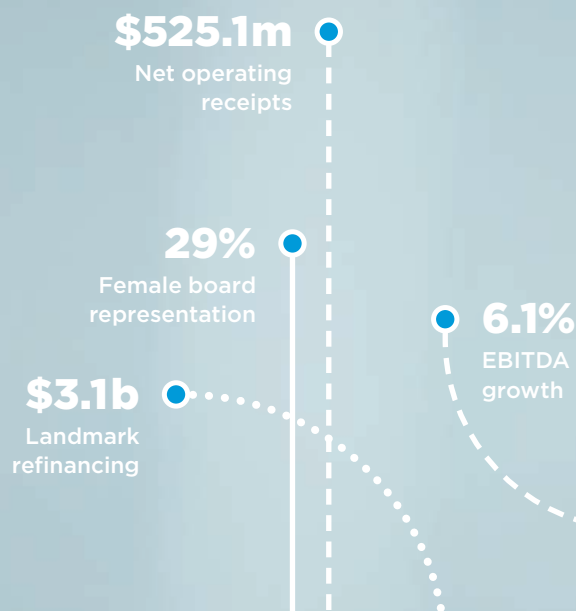 $525.1m
Net operating
receipts
29%
Female board
representation
6.1%
EBITDA
growth
$3.1b
Landmark
refinancing